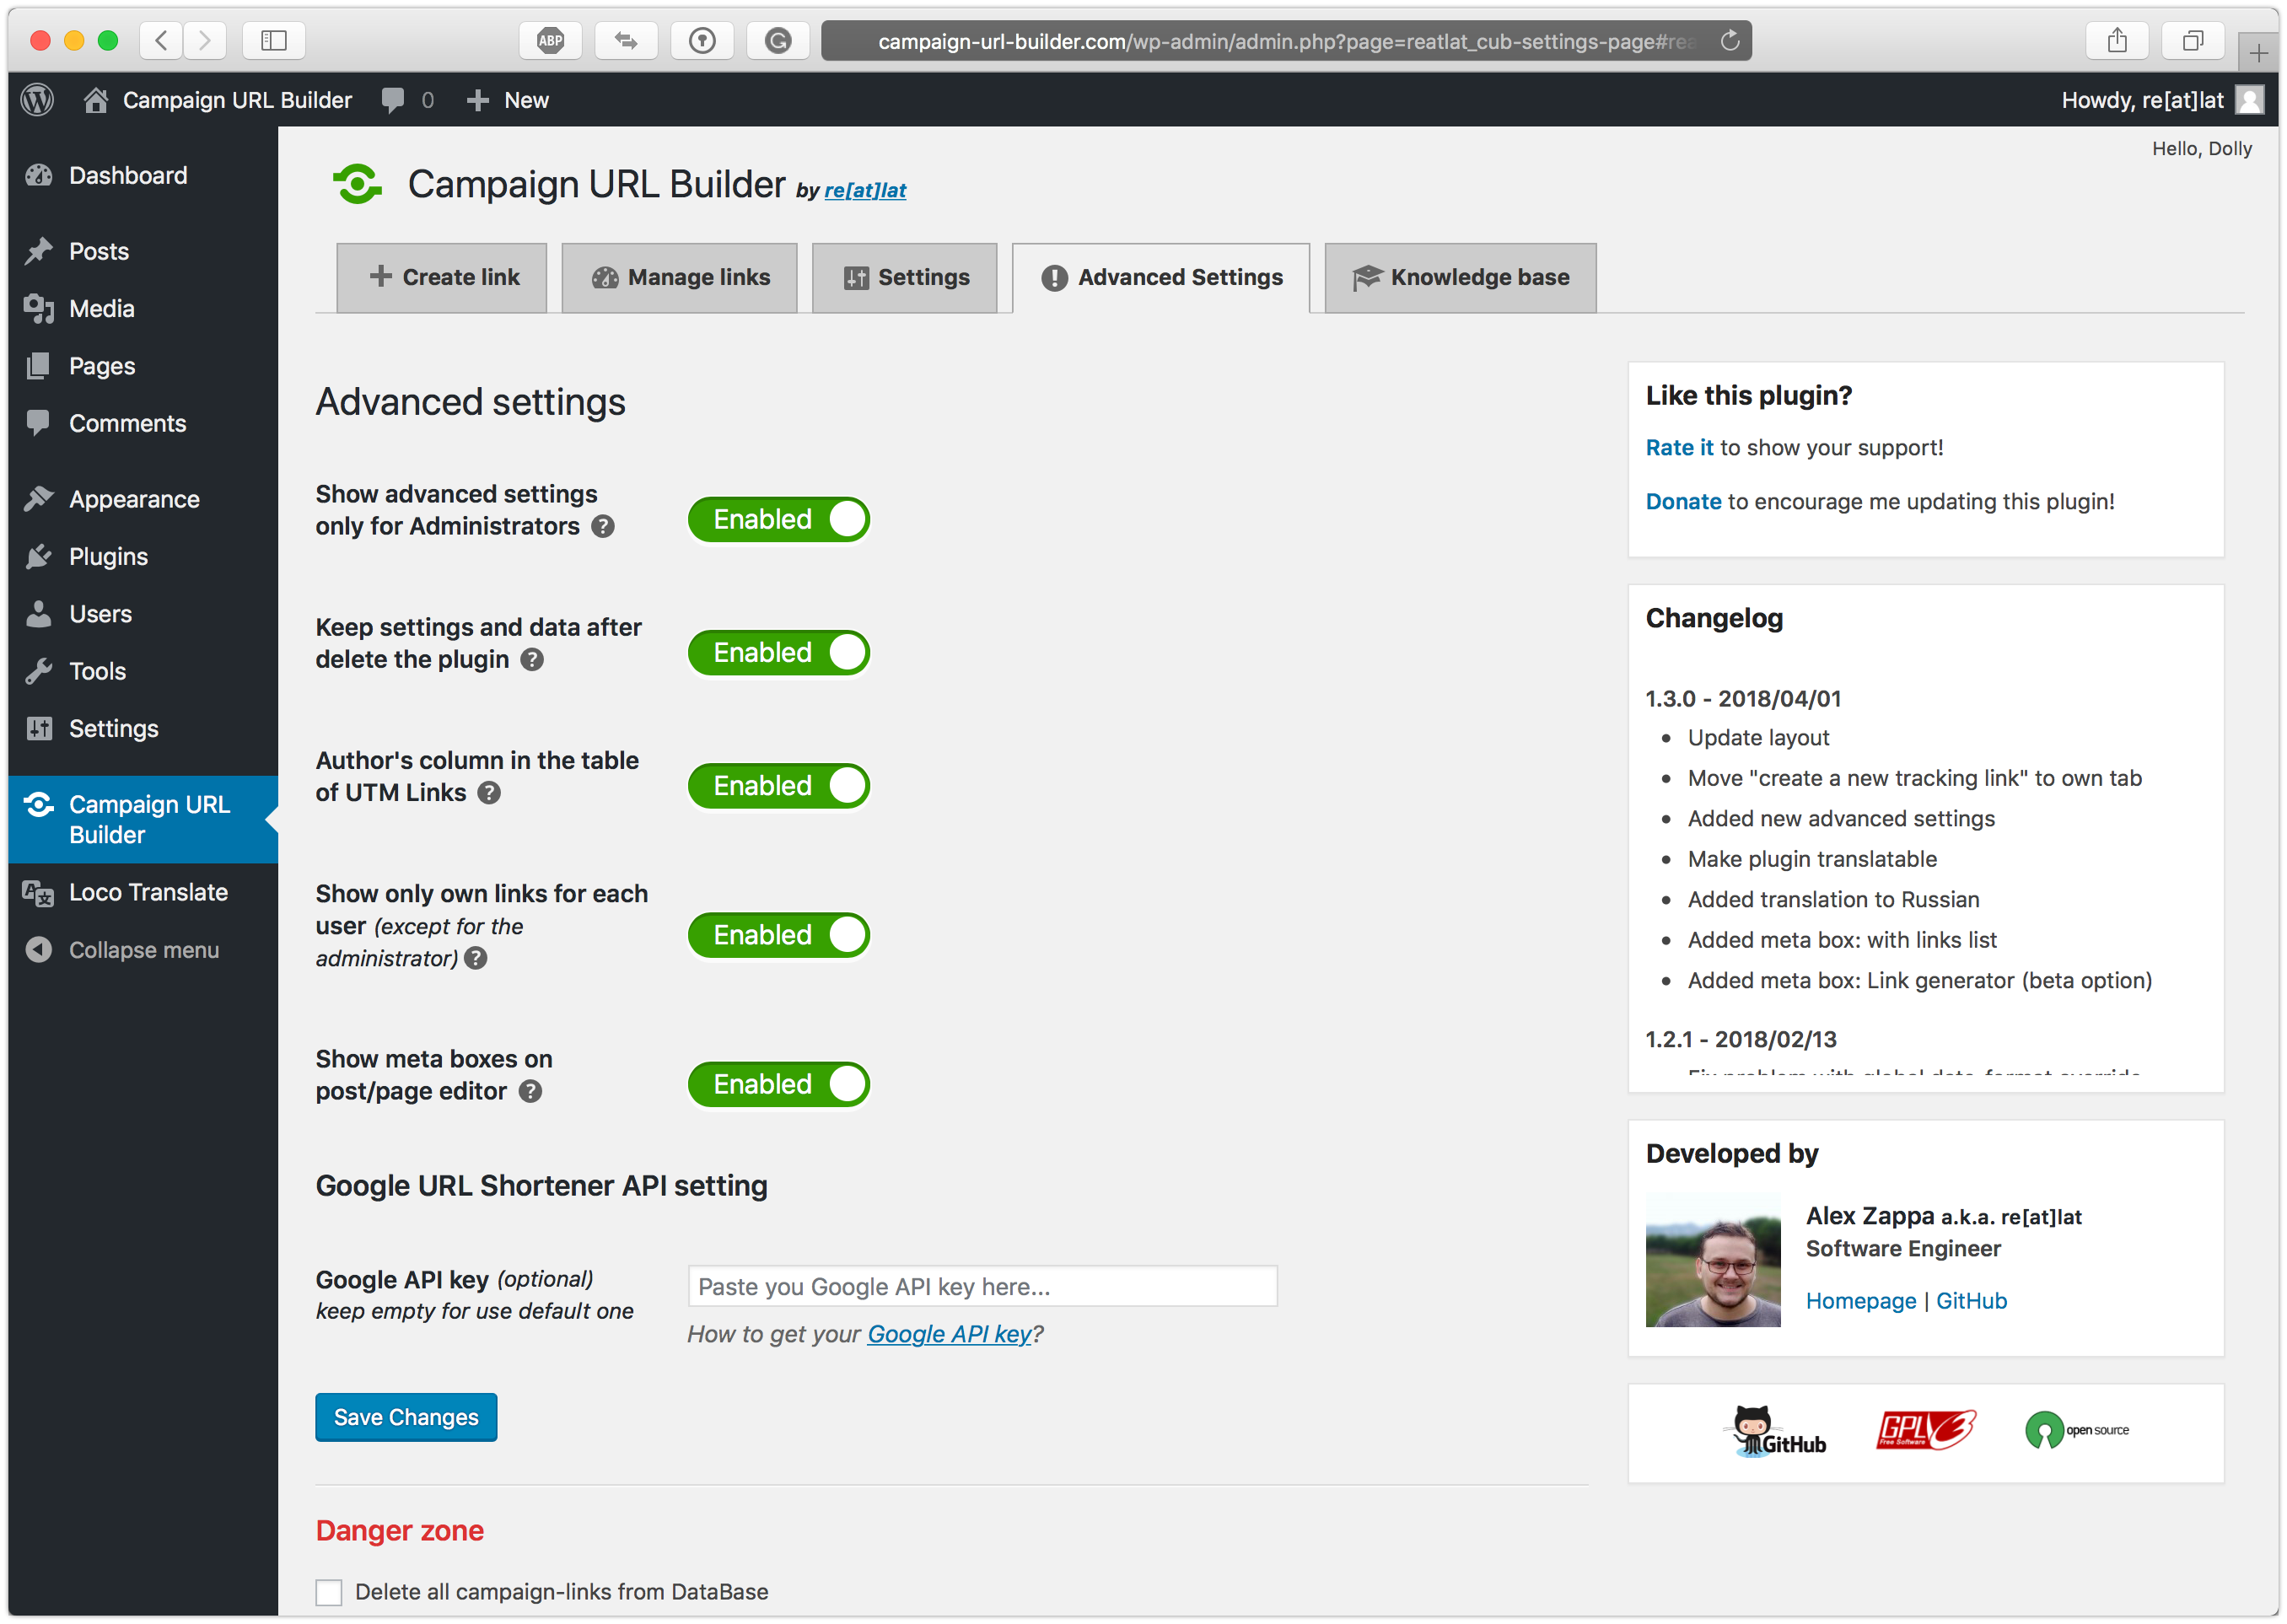 ABP
campaign-url-builder.com/wp-admin/admin.php?page=reatlat_cub-settings-page#rea
Campaign URL Builder
0
New
Howdy, re[at]lat
Hello, Dolly
Dashboard
Posts
Media
Pages
Comments
Appearance
Plugins
Users
Tools
Settings
Campaign URL
Builder
Loco Translate
Collapse menu
Campaign URL Builder by re[at]lat
Create link
Manage links
Settings
Advanced Settings
Knowledge base
Advanced settings
Show advanced settings
only for Administrators ?
Enabled
Keep settings and data after
delete the plugin ?
Enabled
Author's column in the table
of UTM Links ?
Enabled
Show only own links for each
user (except for the
administrator) ?
Enabled
Show meta boxes on
post/page editor ?
Enabled
Google URL Shortener API setting
Google API key (optional)
keep empty for use default one
Paste you Google API key here...
How to get your Google API key?
Save Changes
Danger zone
Delete all campaign-links from DataBase
Like this plugin?
Rate it to show your support!
Donate to encourage me updating this plugin!
Changelog
1.3.0 - 2018/04/01
Update layout
Move "create a new tracking link" to own tab
Added new advanced settings
Make plugin translatable
Added translation to Russian
Added meta box: with links list
Added meta box: Link generator (beta option)
1.2.1 - 2018/02/13
Fix problem with global date-format override
Developed by
Alex Zappa a.k.a. re[at]lat
Software Engineer
Homepage | GitHub
GitHub
GPLv3
Free Software
open source